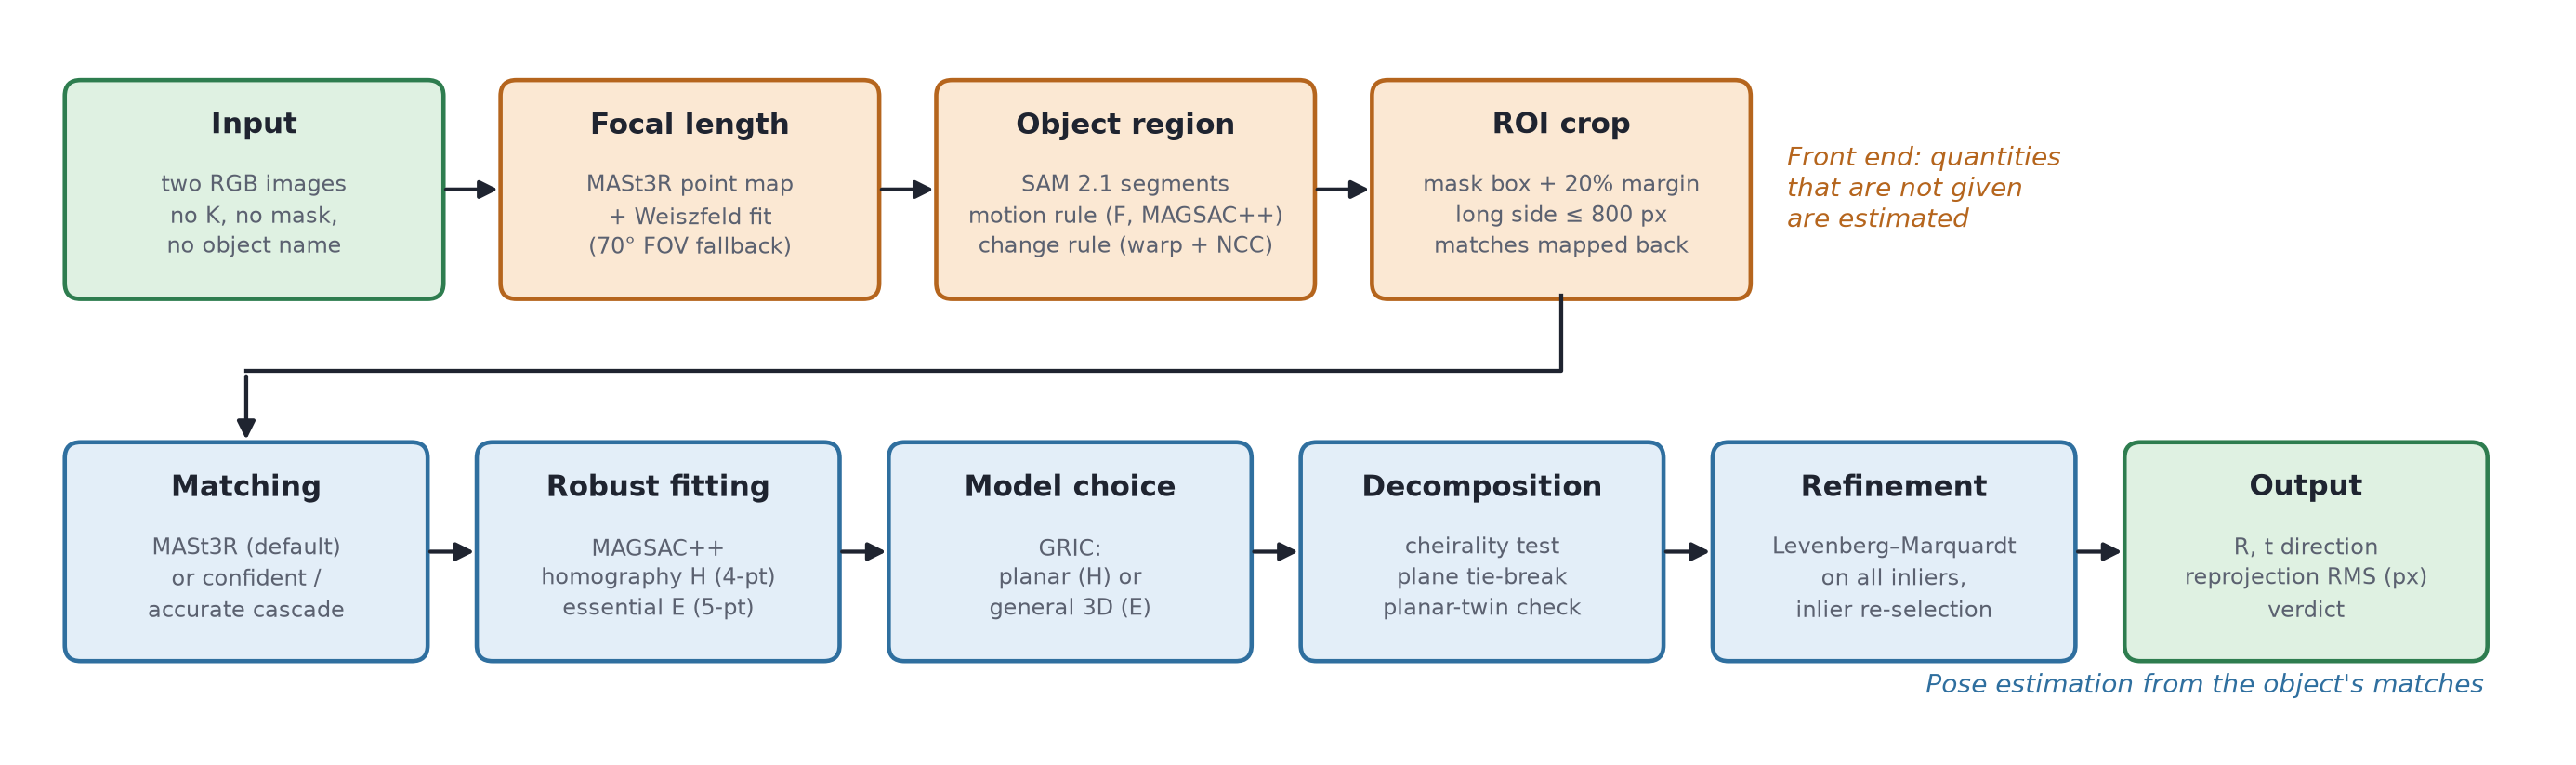 Input
two RGB images
no K, no mask,
no object name
Focal length
MASt3R point map
+ Weiszfeld fit
(70° FOV fallback)
Object region
SAM 2.1 segments
motion rule (F, MAGSAC++)
change rule (warp + NCC)
ROI crop
mask box + 20% margin
long side ≤ 800 px
matches mapped back
Front end: quantities
that are not given
are estimated
Matching
MASt3R (default)
or confident /
accurate cascade
Robust fitting
MAGSAC++
homography H (4-pt)
essential E (5-pt)
Model choice
GRIC:
planar (H) or
general 3D (E)
Decomposition
cheirality test
plane tie-break
planar-twin check
Refinement
Levenberg–Marquardt
on all inliers,
inlier re-selection
Output
R, t direction
reprojection RMS (px)
verdict
Pose estimation from the object's matches